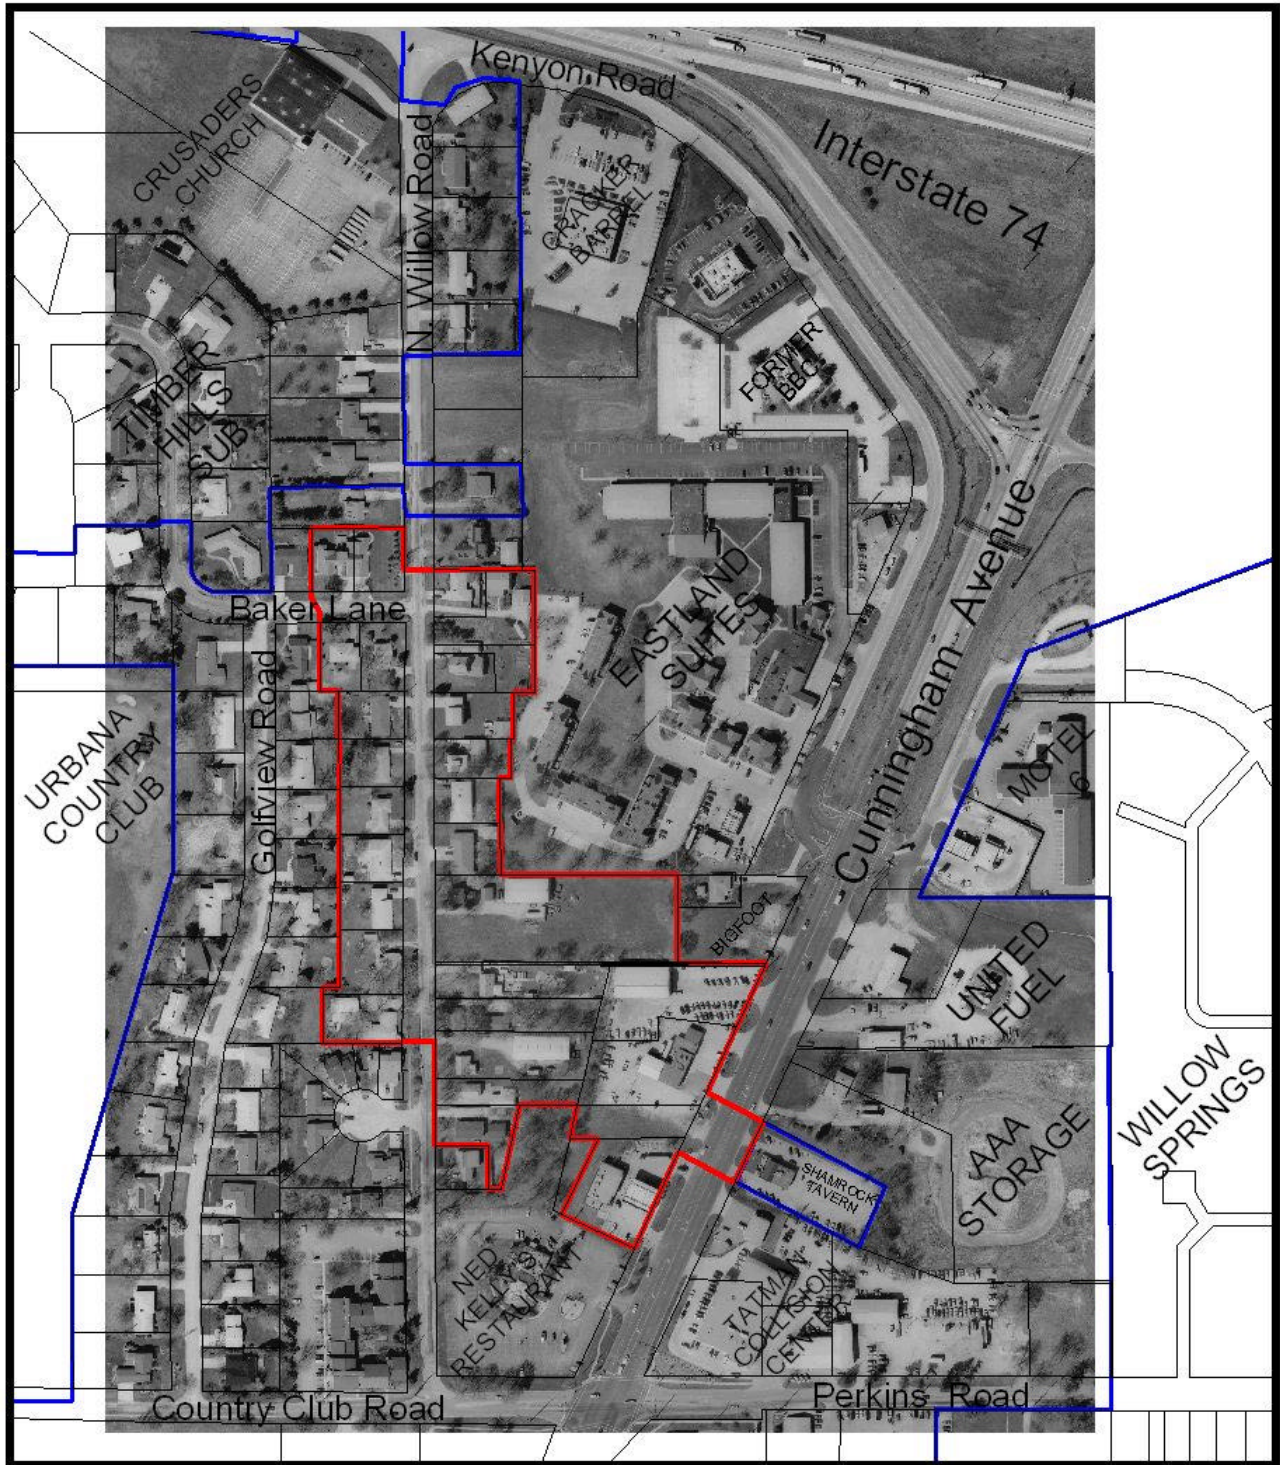 Kenyon Road
CRUSADERS
CHURCH
N. Willow Road
CRACKER
BARREL
Interstate 74
FORMER
BBQ
TIMBER
HILLS
SUB
Baker Lane
EASTLAND
SUITES
Cunningham Avenue
URBANA
COUNTRY
CLUB
Golfview Road
MOTEL
6
BIGFOOT
UNITED
FUEL
WILLOW
SPRINGS
AAA
STORAGE
SHAMROCK
TAVERN
NED
KELLY'S
RESTAURANT
TATMAN
COLLISION
CENTER
Country Club Road
Perkins Road